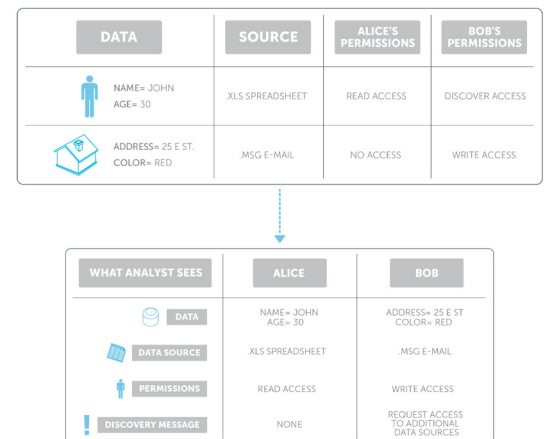 DATA
SOURCE
ALICE'S
PERMISSIONS
BOB'S
PERMISSIONS
NAME= JOHN
AGE= 30
.XLS SPREADSHEET
READ ACCESS
DISCOVER ACCESS
ADDRESS= 25 E ST.
COLOR= RED
.MSG E-MAIL
NO ACCESS
WRITE ACCESS
WHAT ANALYST SEES
ALICE
BOB
DATA
NAME= JOHN
AGE= 30
ADDRESS= 25 E ST
COLOR= RED
DATA SOURCE
.XLS SPREADSHEET
.MSG E-MAIL
PERMISSIONS
READ ACCESS
WRITE ACCESS
DISCOVERY MESSAGE
NONE
REQUEST ACCESS
TO ADDITIONAL
DATA SOURCES